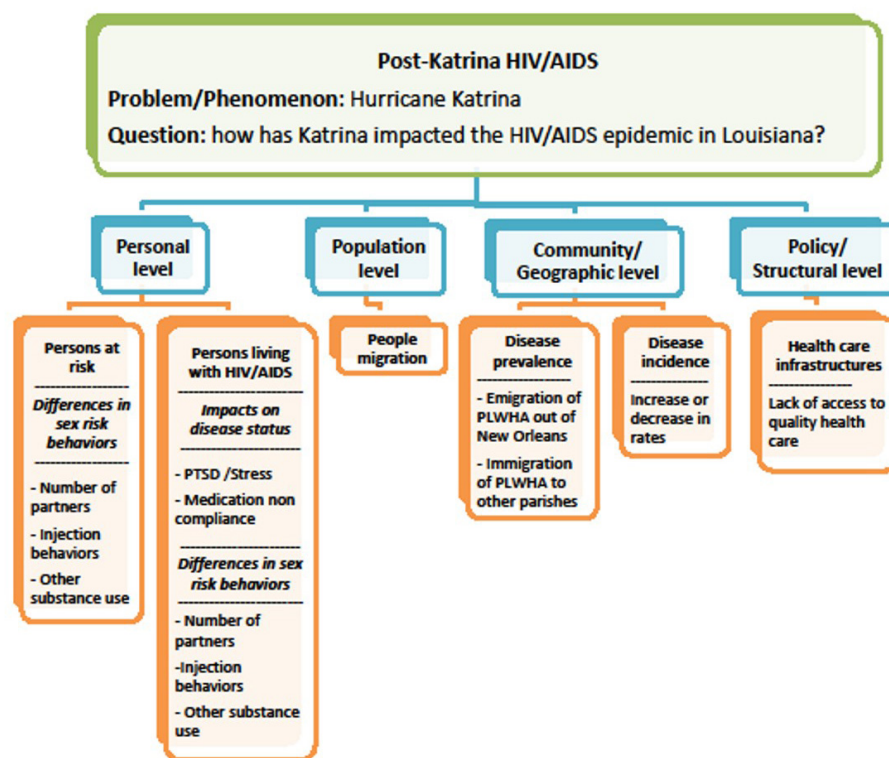 Post-Katrina HIV/AIDS
Problem/Phenomenon: Hurricane Katrina
Question: how has Katrina impacted the HIV/AIDS epidemic in Louisiana?
Personal
level
Population
level
Community/
Geographic level
Policy/
Structural level
Persons at
risk
Differences in
sex risk
behaviors
- Number of
partners
- Injection
behaviors
- Other
substance use
Persons living
with HIV/AIDS
Impacts on
disease status
- PTSD /Stress
- Medication non
compliance
Differences in sex
risk behaviors
- Number of
partners
-Injection
behaviors
- Other substance
use
People
migration
Disease
prevalence
- Emigration of
PLWHA out of
New Orleans
- Immigration
of PLWHA to
other parishes
Disease
incidence
Increase or
decrease in
rates
Health care
infrastructures
Lack of access to
quality health
care